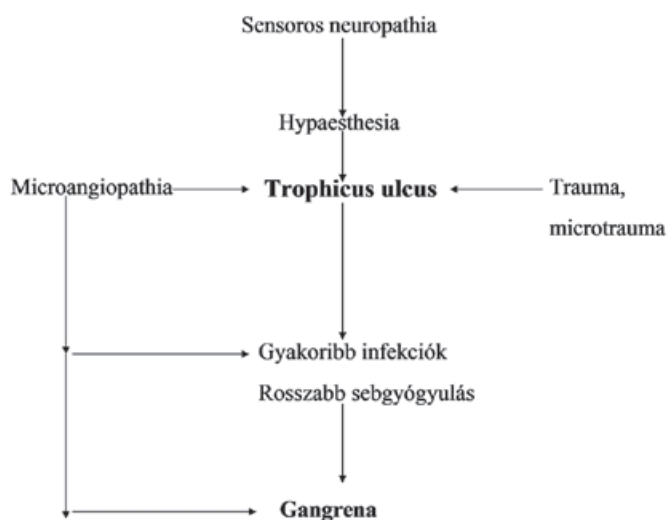 Sensoros neuropathia
Hypaesthesia
Microangiopathia
Trophicus ulcus
Trauma,
microtrauma
Gyakoribb infekciók
Rosszabb sebgyógyulás
Gangrena